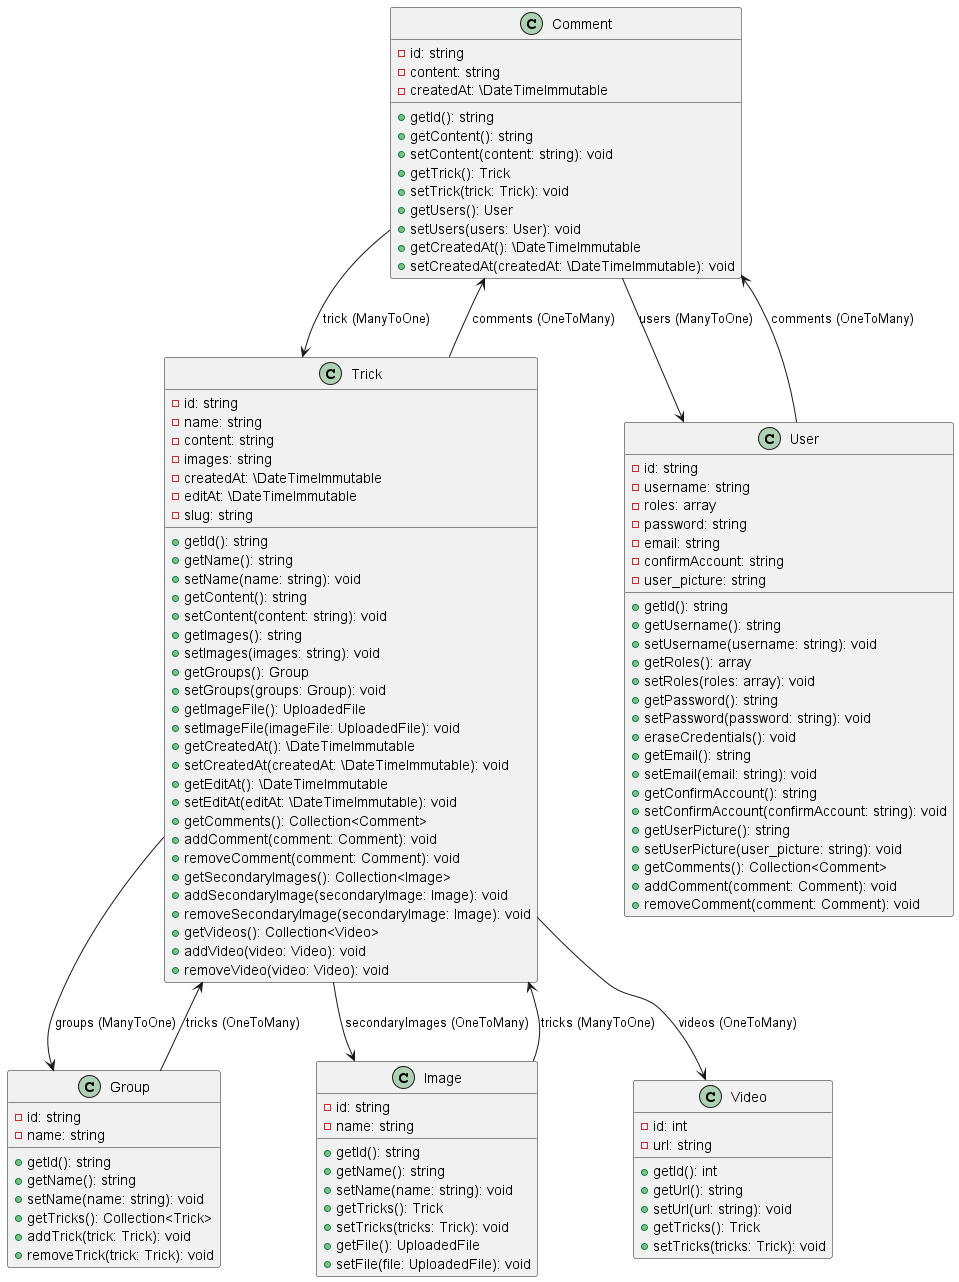 C Comment
id: string
content: string
createdAt: \DateTimeImmutable
getId(): string
getContent(): string
setContent(content: string): void
getTrick(): Trick
setTrick(trick: Trick): void
getUsers(): User
setUsers(users: User): void
getCreatedAt(): \DateTimeImmutable
setCreatedAt(createdAt: \DateTimeImmutable): void
trick (ManyToOne)
comments (OneToMany)
users (ManyToOne)
comments (OneToMany)
C Trick
id: string
name: string
content: string
images: string
createdAt: \DateTimeImmutable
editAt: \DateTimeImmutable
slug: string
getId(): string
getName(): string
setName(name: string): void
getContent(): string
setContent(content: string): void
getImages(): string
setImages(images: string): void
getGroups(): Group
setGroups(groups: Group): void
getImageFile(): UploadedFile
setImageFile(imageFile: UploadedFile): void
getCreatedAt(): \DateTimeImmutable
setCreatedAt(createdAt: \DateTimeImmutable): void
getEditAt(): \DateTimeImmutable
setEditAt(editAt: \DateTimeImmutable): void
getComments(): Collection<Comment>
addComment(comment: Comment): void
removeComment(comment: Comment): void
getSecondaryImages(): Collection<Image>
addSecondaryImage(secondaryImage: Image): void
removeSecondaryImage(secondaryImage: Image): void
getVideos(): Collection<Video>
addVideo(video: Video): void
removeVideo(video: Video): void
C User
id: string
username: string
roles: array
password: string
email: string
confirmAccount: string
user_picture: string
getId(): string
getUsername(): string
setUsername(username: string): void
getRoles(): array
setRoles(roles: array): void
getPassword(): string
setPassword(password: string): void
eraseCredentials(): void
getEmail(): string
setEmail(email: string): void
getConfirmAccount(): string
setConfirmAccount(confirmAccount: string): void
getUserPicture(): string
setUserPicture(user_picture: string): void
getComments(): Collection<Comment>
addComment(comment: Comment): void
removeComment(comment: Comment): void
groups (ManyToOne)
tricks (OneToMany)
secondaryImages (OneToMany)
tricks (ManyToOne)
videos (OneToMany)
C Group
id: string
name: string
getId(): string
getName(): string
setName(name: string): void
getTricks(): Collection<Trick>
addTrick(trick: Trick): void
removeTrick(trick: Trick): void
C Image
id: string
name: string
getId(): string
getName(): string
setName(name: string): void
getTricks(): Trick
setTricks(tricks: Trick): void
getFile(): UploadedFile
setFile(file: UploadedFile): void
C Video
id: int
url: string
getId(): int
getUrl(): string
setUrl(url: string): void
getTricks(): Trick
setTricks(tricks: Trick): void